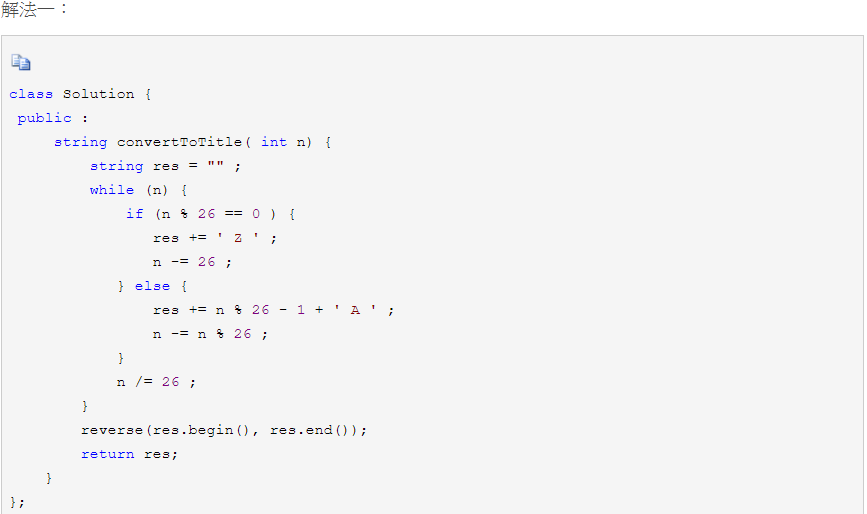 解法一：
class Solution {
public :
string convertToTitle( int n) {
string res = "" ;
while (n) {
if (n % 26 == 0 ) {
res += ' Z ' ;
n -= 26 ;
} else {
res += n % 26 - 1 + ' A ' ;
n -= n % 26 ;
}
n /= 26 ;
}
reverse(res.begin(), res.end());
return res;
}
};